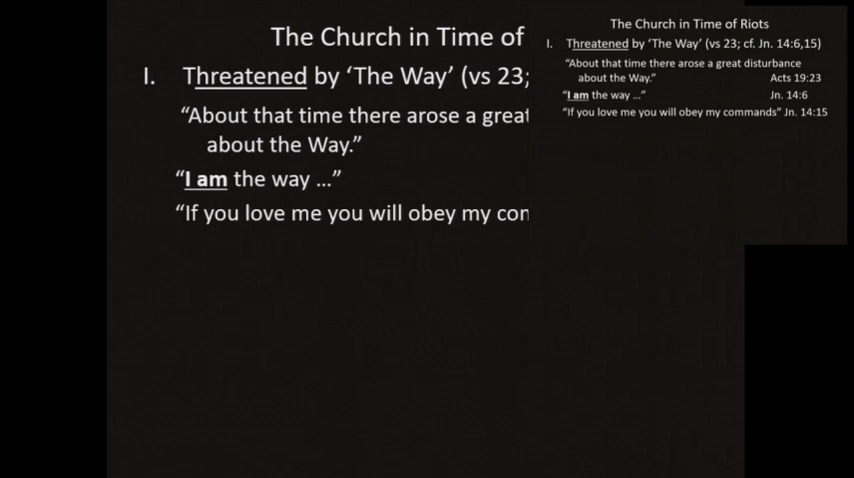 The Church in Time of
I. Threatened by ‘The Way’ (vs 23;
“About that time there arose a great
about the Way.”
“I am the way ...”
“If you love me you will obey my com
The Church in Time of Riots
I. Threatened by ‘The Way’ (vs 23; cf. Jn. 14:6,15)
“About that time there arose a great disturbance
about the Way.” Acts 19:23
“I am the way ...” Jn. 14:6
“If you love me you will obey my commands” Jn. 14:15